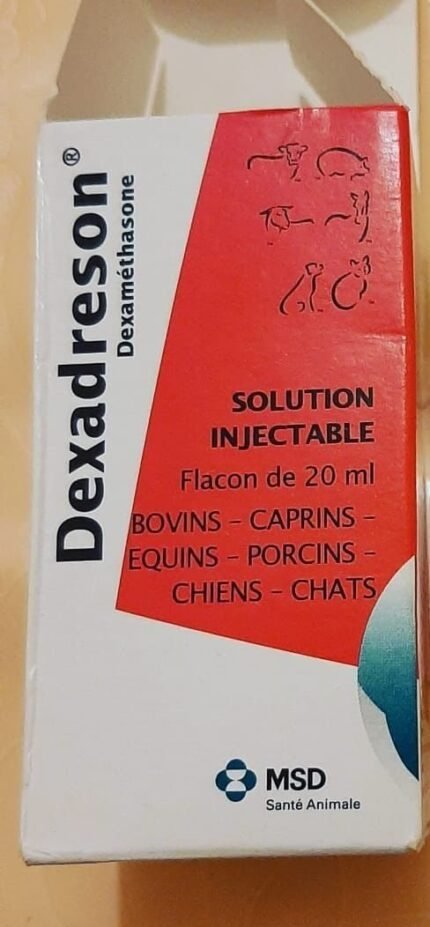 Dexadreson®
Dexaméthasone
SOLUTION
INJECTABLE
Flacon de 20 ml
BOVINS – CAPRINS –
EQUINS – PORCINS –
CHIENS – CHATS
MSD
Santé Animale